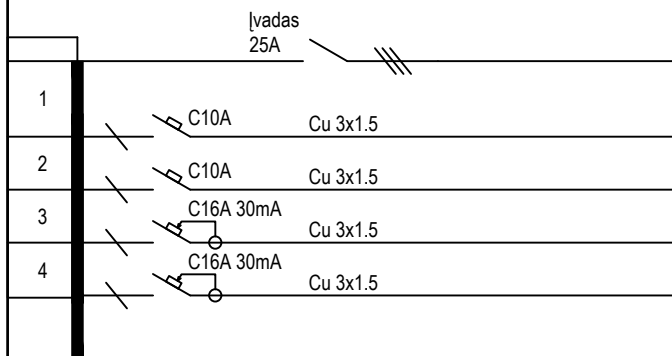 Įvadas
25A
1
C10A Cu 3x1.5
2
C10A Cu 3x1.5
3
C16A 30mA Cu 3x1.5
4
C16A 30mA Cu 3x1.5